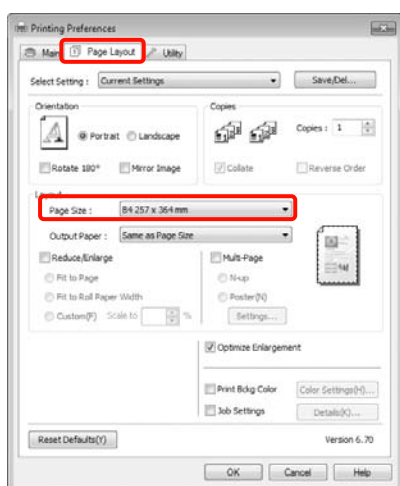 Printing Preferences
Main Page Layout Utility
Select Setting : Current Settings Save/Del...
Orientation Copies
Portrait Landscape Copies : 1
Rotate 180° Mirror Image Collate Reverse Order
Layout
Page Size : B4 257 x 364 mm
Output Paper : Same as Page Size
Reduce/Enlarge Multi-Page
Fit to Page N-up
Fit to Roll Paper Width Poster(N)
Custom(F) Scale to % Settings...
Optimize Enlargement
Print Bckg Color Color Settings(H)...
Job Settings Details(K)...
Reset Defaults(Y) Version 6.70
OK Cancel Help